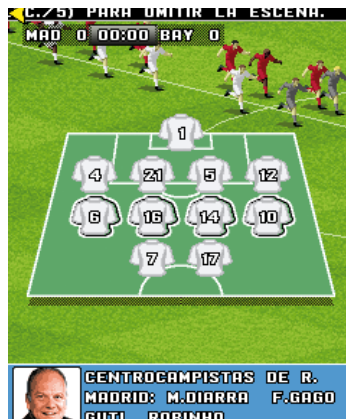 C./5) PARA OMITIR LA ESCENA.
MAD 0 00:00 BAY 0
1
4 21 5 12
6 16 14 10
7 17
CENTROCAMPISTAS DE R.
MADRID: M.DIARRA F.GAGO
GUTI ROBINHO